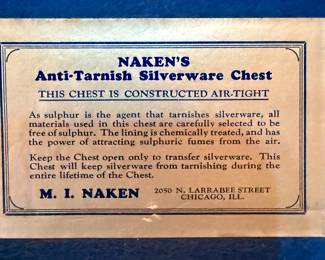 NAKEN'S
Anti-Tarnish Silverware Chest
THIS CHEST IS CONSTRUCTED AIR-TIGHT
As sulphur is the agent that tarnishes silverware, all
materials used in this chest are carefully selected to be
free of sulphur. The lining is chemically treated, and has
the power of attracting sulphuric fumes from the air.
Keep the Chest open only to transfer silverware. This
Chest will keep silverware from tarnishing during the
entire lifetime of the Chest.
M. I. NAKEN 2050 N. LARRABEE STREET
CHICAGO, ILL.